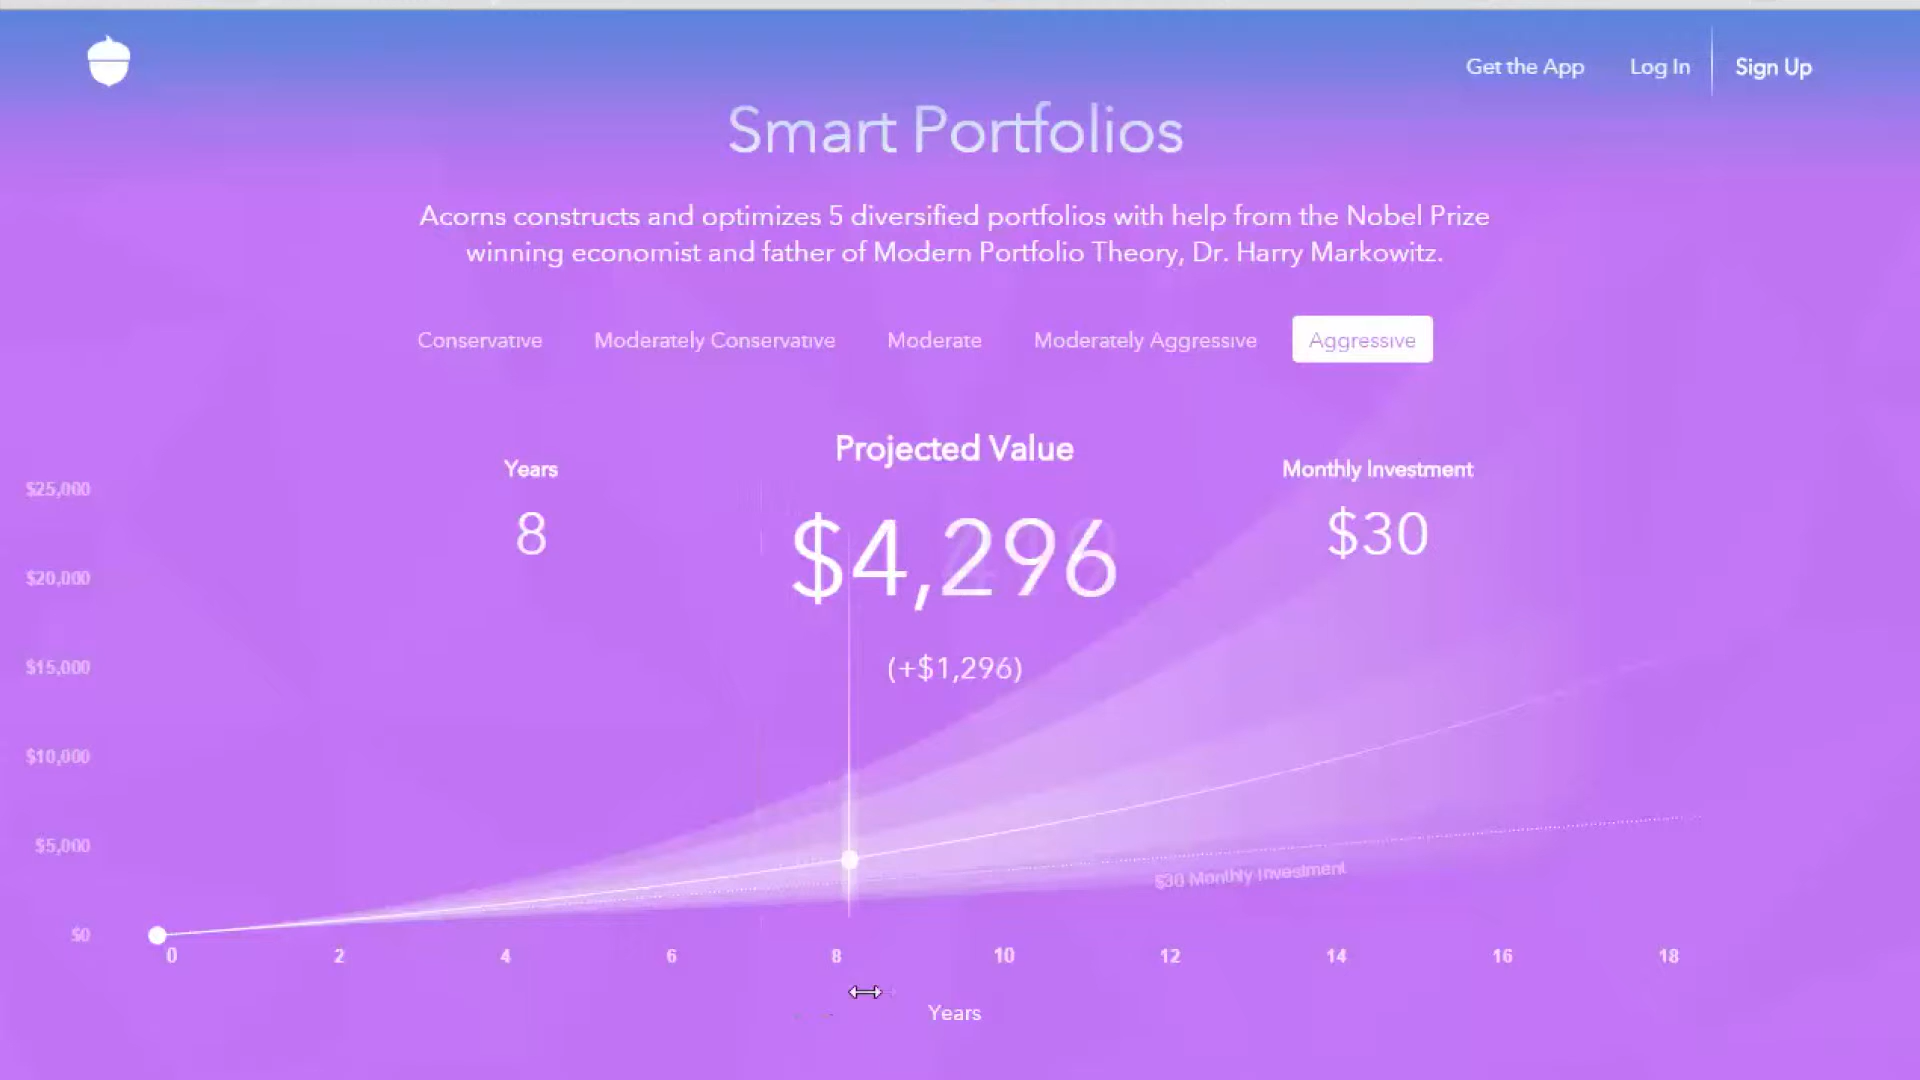 Get the App
Log In
Sign Up
Smart Portfolios
Acorns constructs and optimizes 5 diversified portfolios with help from the Nobel Prize
winning economist and father of Modern Portfolio Theory, Dr. Harry Markowitz.
Conservative
Moderately Conservative
Moderate
Moderately Aggressive
Aggressive
Years
8
Projected Value
$4,296
(+$1,296)
Monthly Investment
$30
$25,000
$20,000
$15,000
$10,000
$5,000
$0
$30 Monthly Investment
0 2 4 6 8 10 12 14 16 18
Years